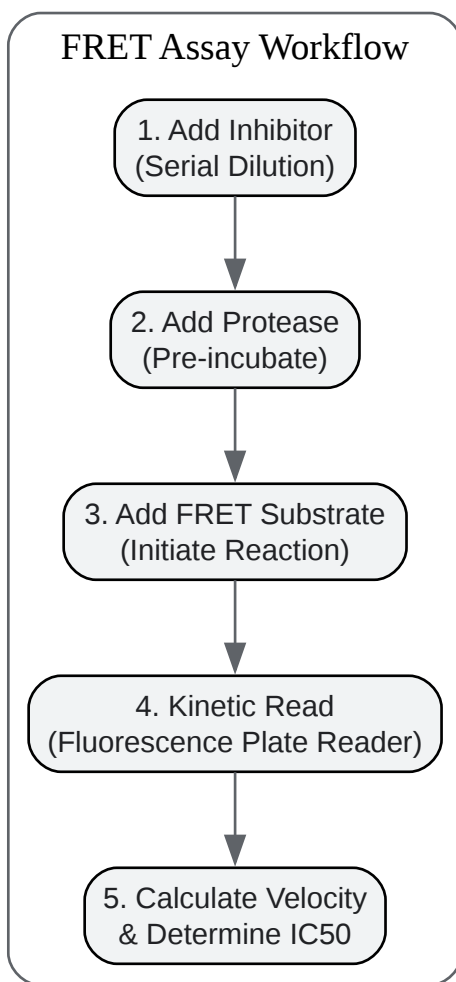 FRET Assay Workflow
1. Add Inhibitor
(Serial Dilution)
2. Add Protease
(Pre-incubate)
3. Add FRET Substrate
(Initiate Reaction)
4. Kinetic Read
(Fluorescence Plate Reader)
5. Calculate Velocity
& Determine IC50